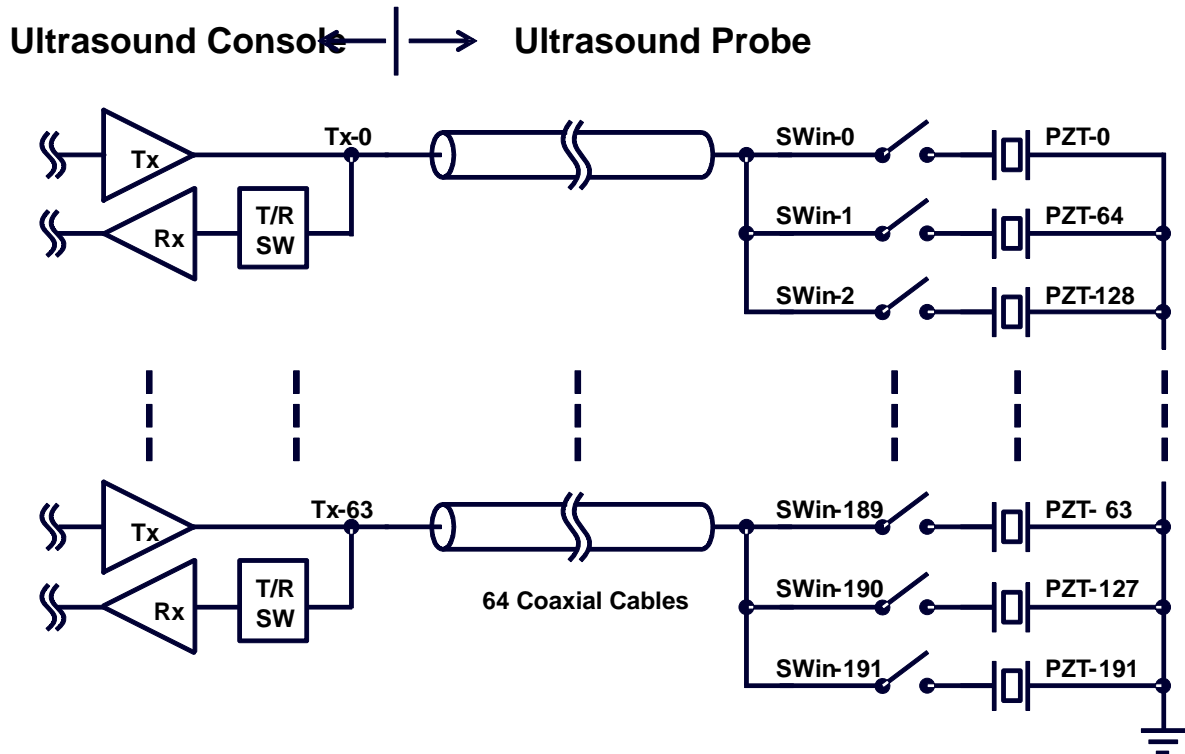 Ultrasound Console
Ultrasound Probe
Tx-0
SWin-0
PZT-0
Tx
T/R
SW
Rx
SWin-1
PZT-64
SWin-2
PZT-128
Tx-63
SWin-189
PZT- 63
Tx
T/R
SW
Rx
64 Coaxial Cables
SWin-190
PZT-127
SWin-191
PZT-191